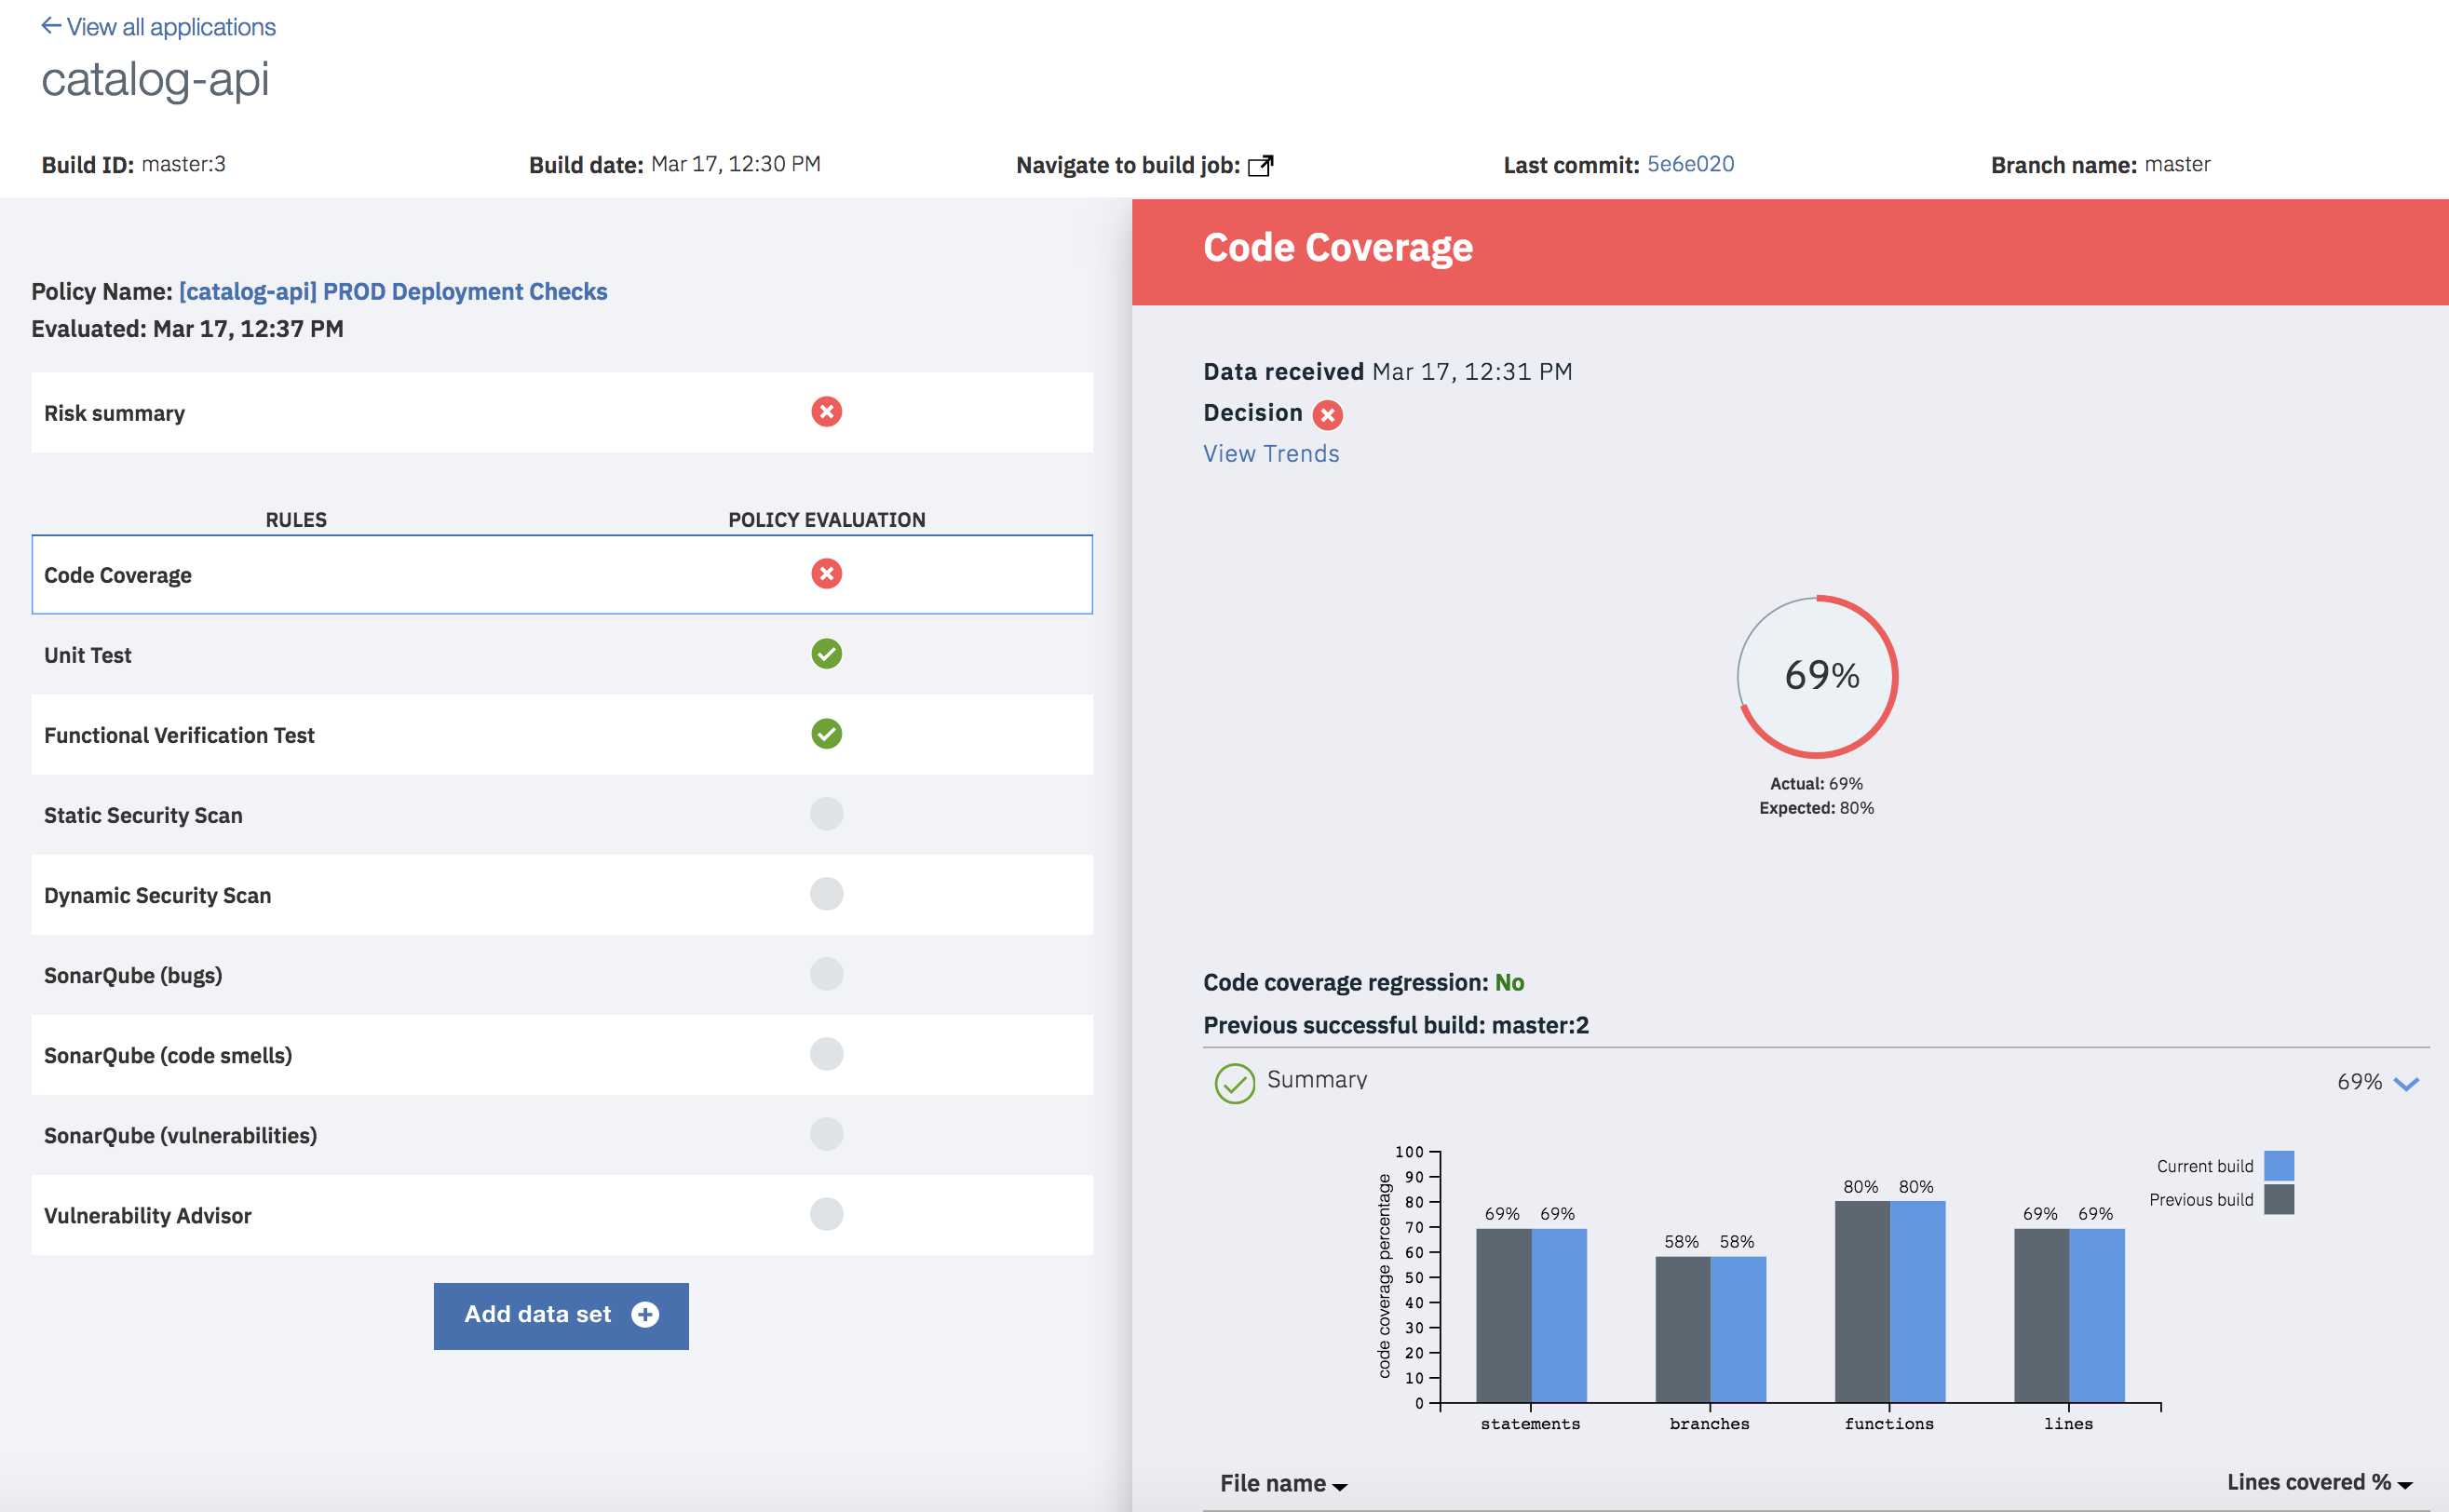 View all applications
catalog-api
Build ID: master:3
Build date: Mar 17, 12:30 PM
Navigate to build job:
Last commit: 5e6e020
Branch name: master
Policy Name: [catalog-api] PROD Deployment Checks
Evaluated: Mar 17, 12:37 PM
Risk summary
RULES
POLICY EVALUATION
Code Coverage
Unit Test
Functional Verification Test
Static Security Scan
Dynamic Security Scan
SonarQube (bugs)
SonarQube (code smells)
SonarQube (vulnerabilities)
Vulnerability Advisor
Add data set
Code Coverage
Data received Mar 17, 12:31 PM
Decision
View Trends
69%
Actual: 69%
Expected: 80%
Code coverage regression: No
Previous successful build: master:2
Summary
69%
code coverage percentage
100
90
80
70
60
50
40
30
20
10
0
69% 69%
58% 58%
80% 80%
69% 69%
statements
branches
functions
lines
Current build
Previous build
File name
Lines covered %